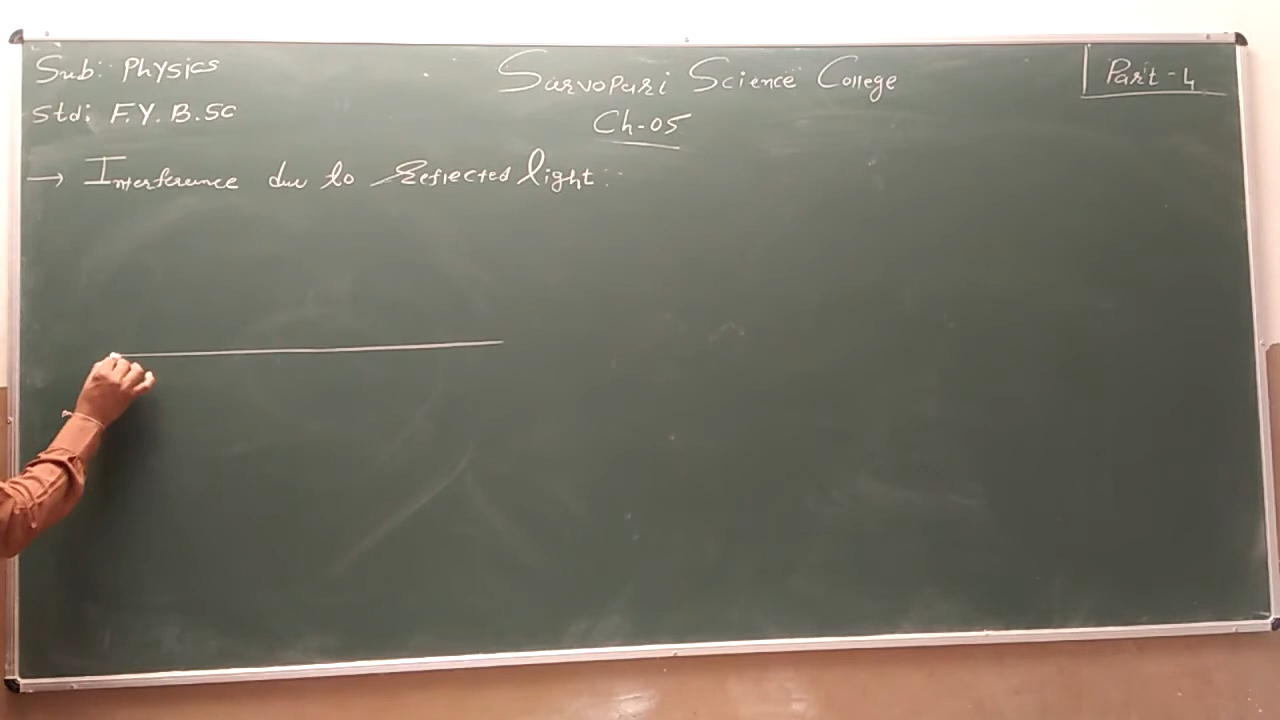 Sub: Physics
Sarvopari Science College
Part-4
Std: F.Y. B.SC
Ch-05
→ Interference due to Reflected light: